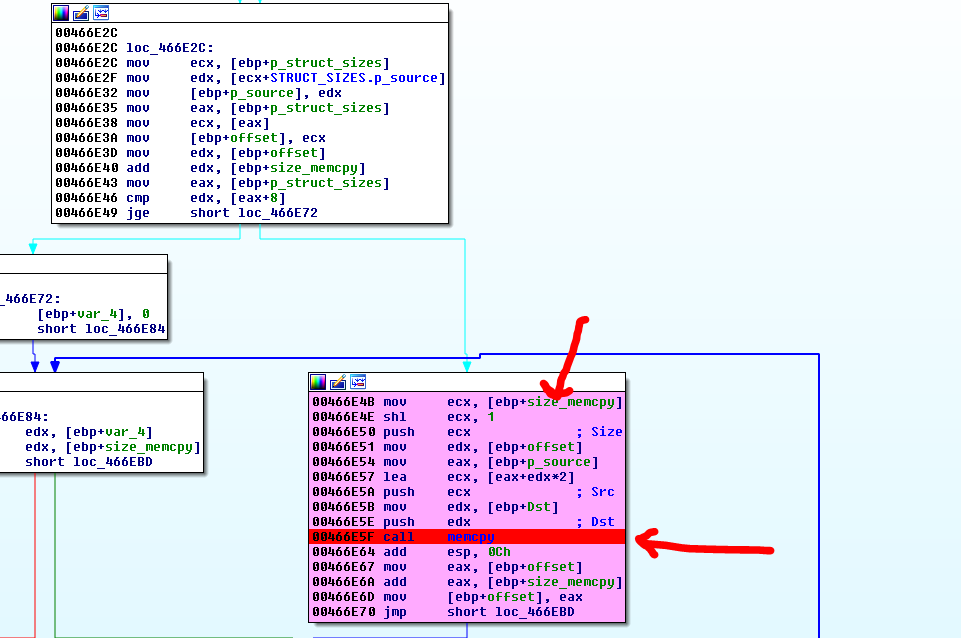 00466E2C
00466E2C loc_466E2C:
00466E2C mov ecx, [ebp+p_struct_sizes]
00466E2F mov edx, [ecx+STRUCT_SIZES.p_source]
00466E32 mov [ebp+p_source], edx
00466E35 mov eax, [ebp+p_struct_sizes]
00466E38 mov ecx, [eax]
00466E3A mov [ebp+offset], ecx
00466E3D mov edx, [ebp+offset]
00466E40 add edx, [ebp+size_memcpy]
00466E43 mov eax, [ebp+p_struct_sizes]
00466E46 cmp edx, [eax+8]
00466E49 jge short loc_466E72
_466E72:
[ebp+var_4], 0
short loc_466E84
66E84:
edx, [ebp+var_4]
edx, [ebp+size_memcpy]
short loc_466EBD
00466E4B mov ecx, [ebp+size_memcpy]
00466E4E shl ecx, 1
00466E50 push ecx ; Size
00466E51 mov edx, [ebp+offset]
00466E54 mov eax, [ebp+p_source]
00466E57 lea ecx, [eax+edx*2]
00466E5A push ecx ; Src
00466E5B mov edx, [ebp+Dst]
00466E5E push edx ; Dst
00466E5F call memcpy
00466E64 add esp, 0Ch
00466E67 mov eax, [ebp+offset]
00466E6A add eax, [ebp+size_memcpy]
00466E6D mov [ebp+offset], eax
00466E70 jmp short loc_466EBD